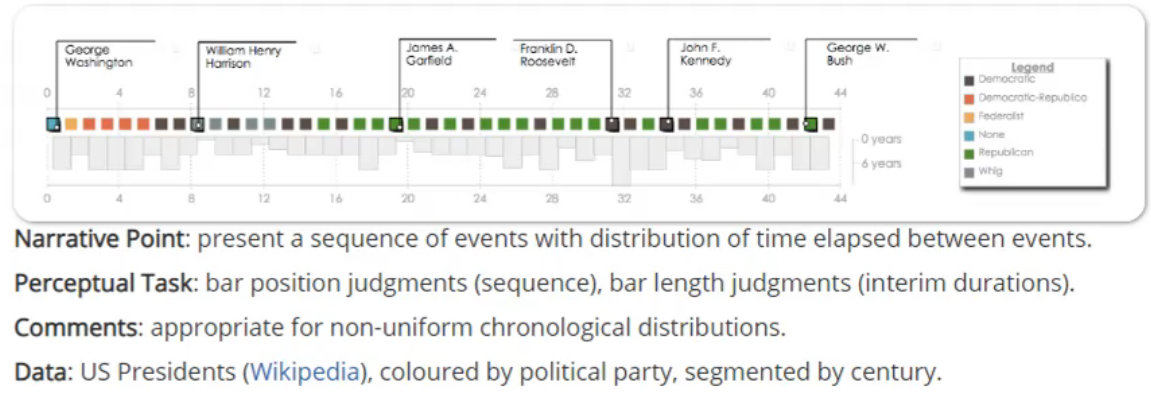 George
Washington
William Henry
Harrison
James A.
Garfield
Franklin D.
Roosevelt
John F.
Kennedy
George W.
Bush
0 4 8 12 16 20 24 28 32 36 40 44
0 years
6 years
0 4 8 12 16 20 24 28 32 36 40 44
Legend
Democratic
Democratic-Republica
Federalist
None
Republican
Whig
Narrative Point: present a sequence of events with distribution of time elapsed between events.
Perceptual Task: bar position judgments (sequence), bar length judgments (interim durations).
Comments: appropriate for non-uniform chronological distributions.
Data: US Presidents (Wikipedia), coloured by political party, segmented by century.